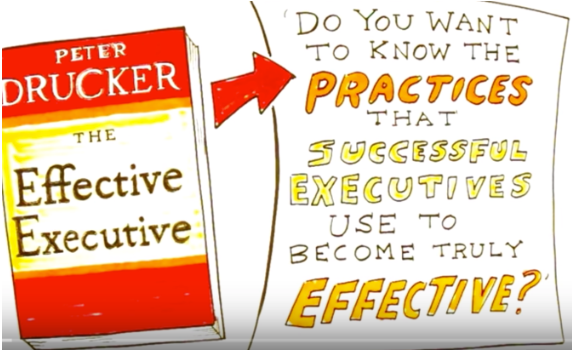 PETER
DRUCKER
THE
Effective
Executive
DO YOU WANT
TO KNOW THE
PRACTICES
THAT
SUCCESSFUL
EXECUTIVES
USE TO
BECOME TRULY
EFFECTIVE?